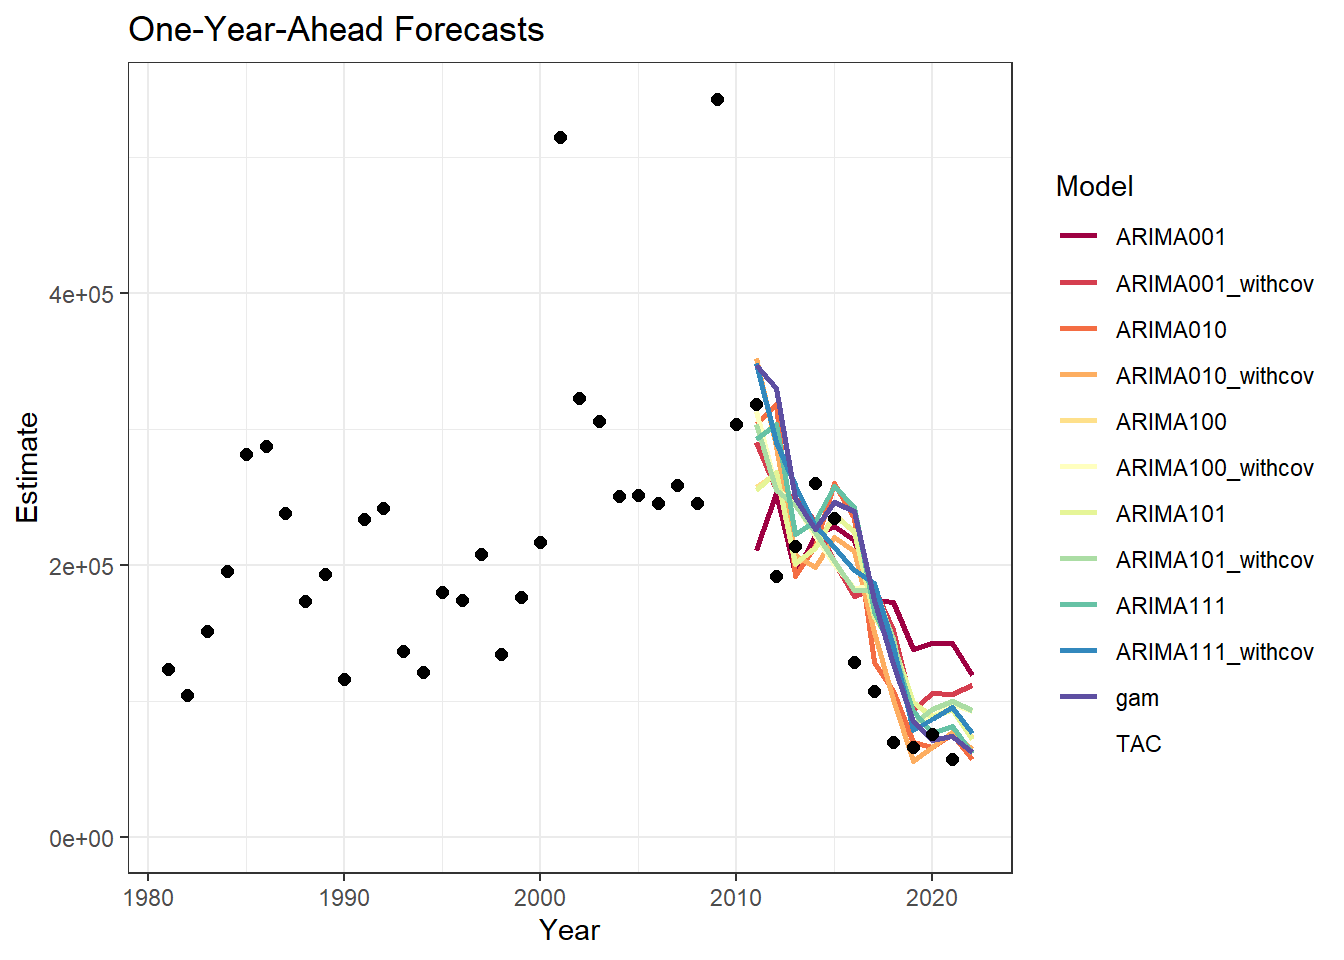 One-Year-Ahead Forecasts
Estimate
4e+05
2e+05
0e+00
1980
1990
2000
2010
2020
Year
Model
ARIMA001
ARIMA001_withcov
ARIMA010
ARIMA010_withcov
ARIMA100
ARIMA100_withcov
ARIMA101
ARIMA101_withcov
ARIMA111
ARIMA111_withcov
gam
TAC